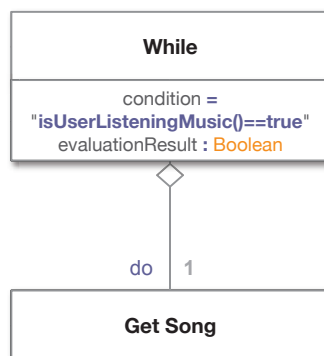 While
condition =
"isUserListeningMusic()==true"
evaluationResult : Boolean
do 1
Get Song